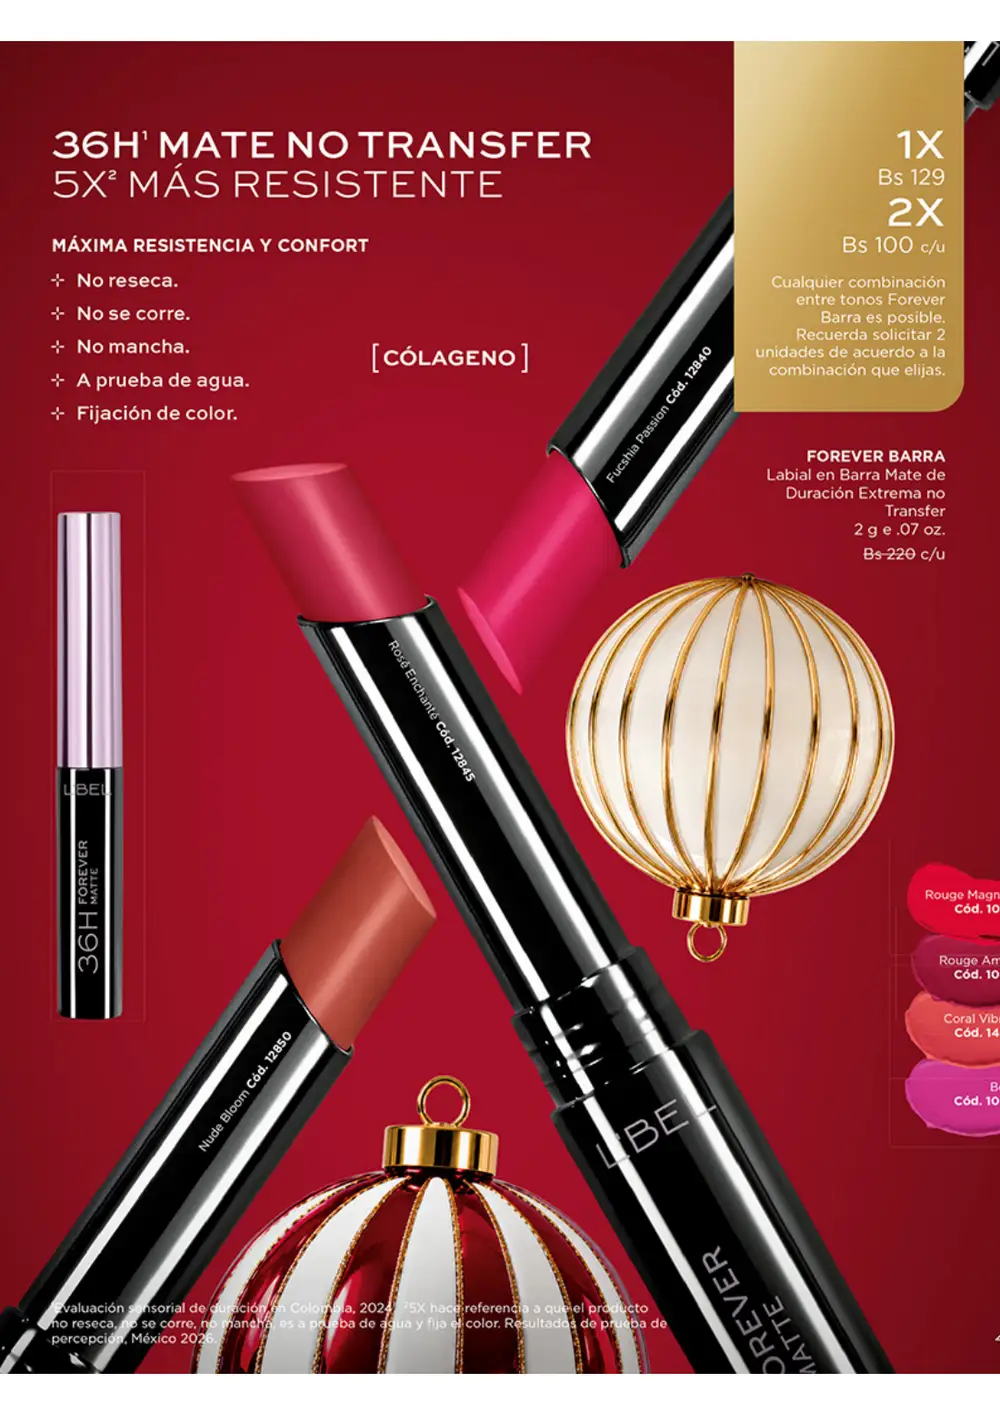 36H¹ MATE NO TRANSFER
5X² MÁS RESISTENTE
MÁXIMA RESISTENCIA Y CONFORT
No reseca.
No se corre.
No mancha.
A prueba de agua.
Fijación de color.
[CÓLAGENO]
1X
Bs 129
2X
Bs 100 c/u
Cualquier combinación
entre tonos Forever
Barra es posible.
Recuerda solicitar 2
unidades de acuerdo a la
combinación que elijas.
FOREVER BARRA
Labial en Barra Mate de
Duración Extrema no
Transfer
2 g e .07 oz.
Bs 220 c/u
Fucshia Passion Cód. 12840
Rosé Enchanté Cód. 12845
Nude Bloom Cód. 12850
L'BEL
36H FOREVER
MATTE
L'BEL
FOREVER
MATTE
Rouge Magn
Cód. 10
Rouge Am
Cód. 10
Coral Vib
Cód. 14
Cód. 10
¹Evaluación sensorial de duración en Colombia, 2024. ²5X hace referencia a que el producto
no reseca, no se corre, no mancha, es a prueba de agua y fija el color. Resultados de prueba de
percepción, México 2026.